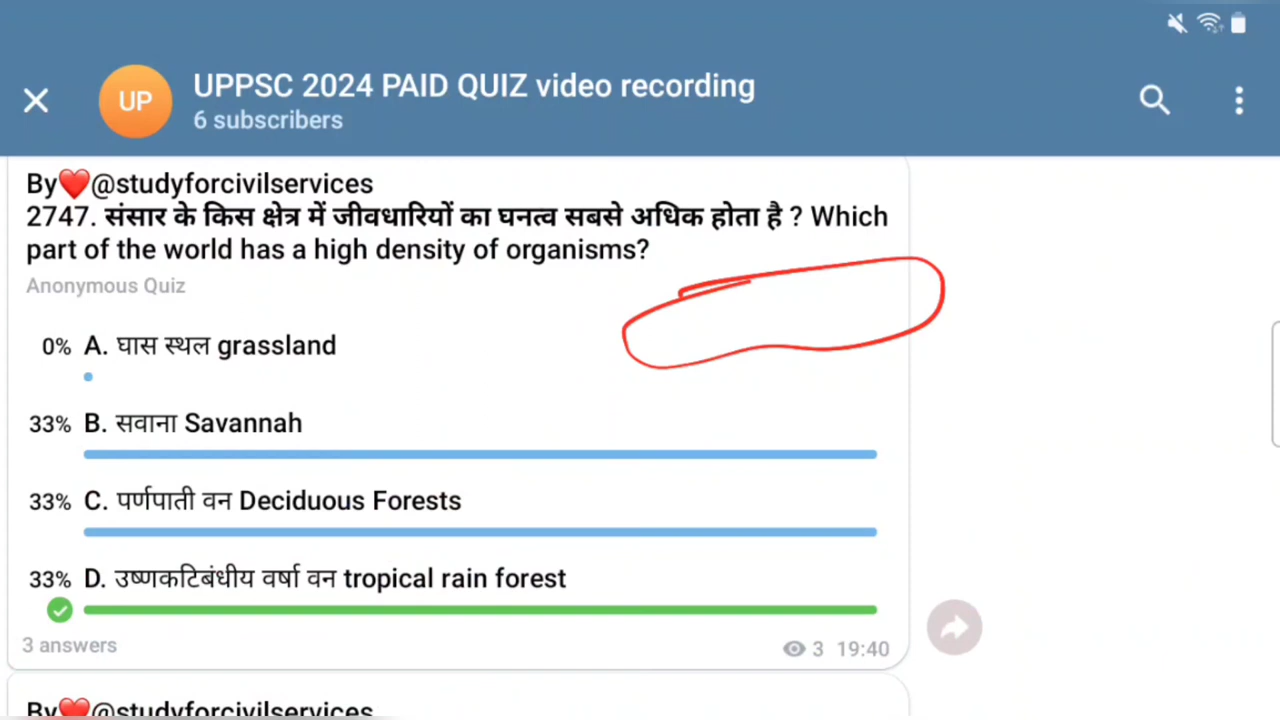 UP
UPPSC 2024 PAID QUIZ video recording
6 subscribers
By❤️@studyforcivilservices
2747. संसार के किस क्षेत्र में जीवधारियों का घनत्व सबसे अधिक होता है ? Which
part of the world has a high density of organisms?
Anonymous Quiz
0% A. घास स्थल grassland
33% B. सवाना Savannah
33% C. पर्णपाती वन Deciduous Forests
33% D. उष्णकटिबंधीय वर्षा वन tropical rain forest
3 answers
3 19:40
By❤️@studyforcivilservices